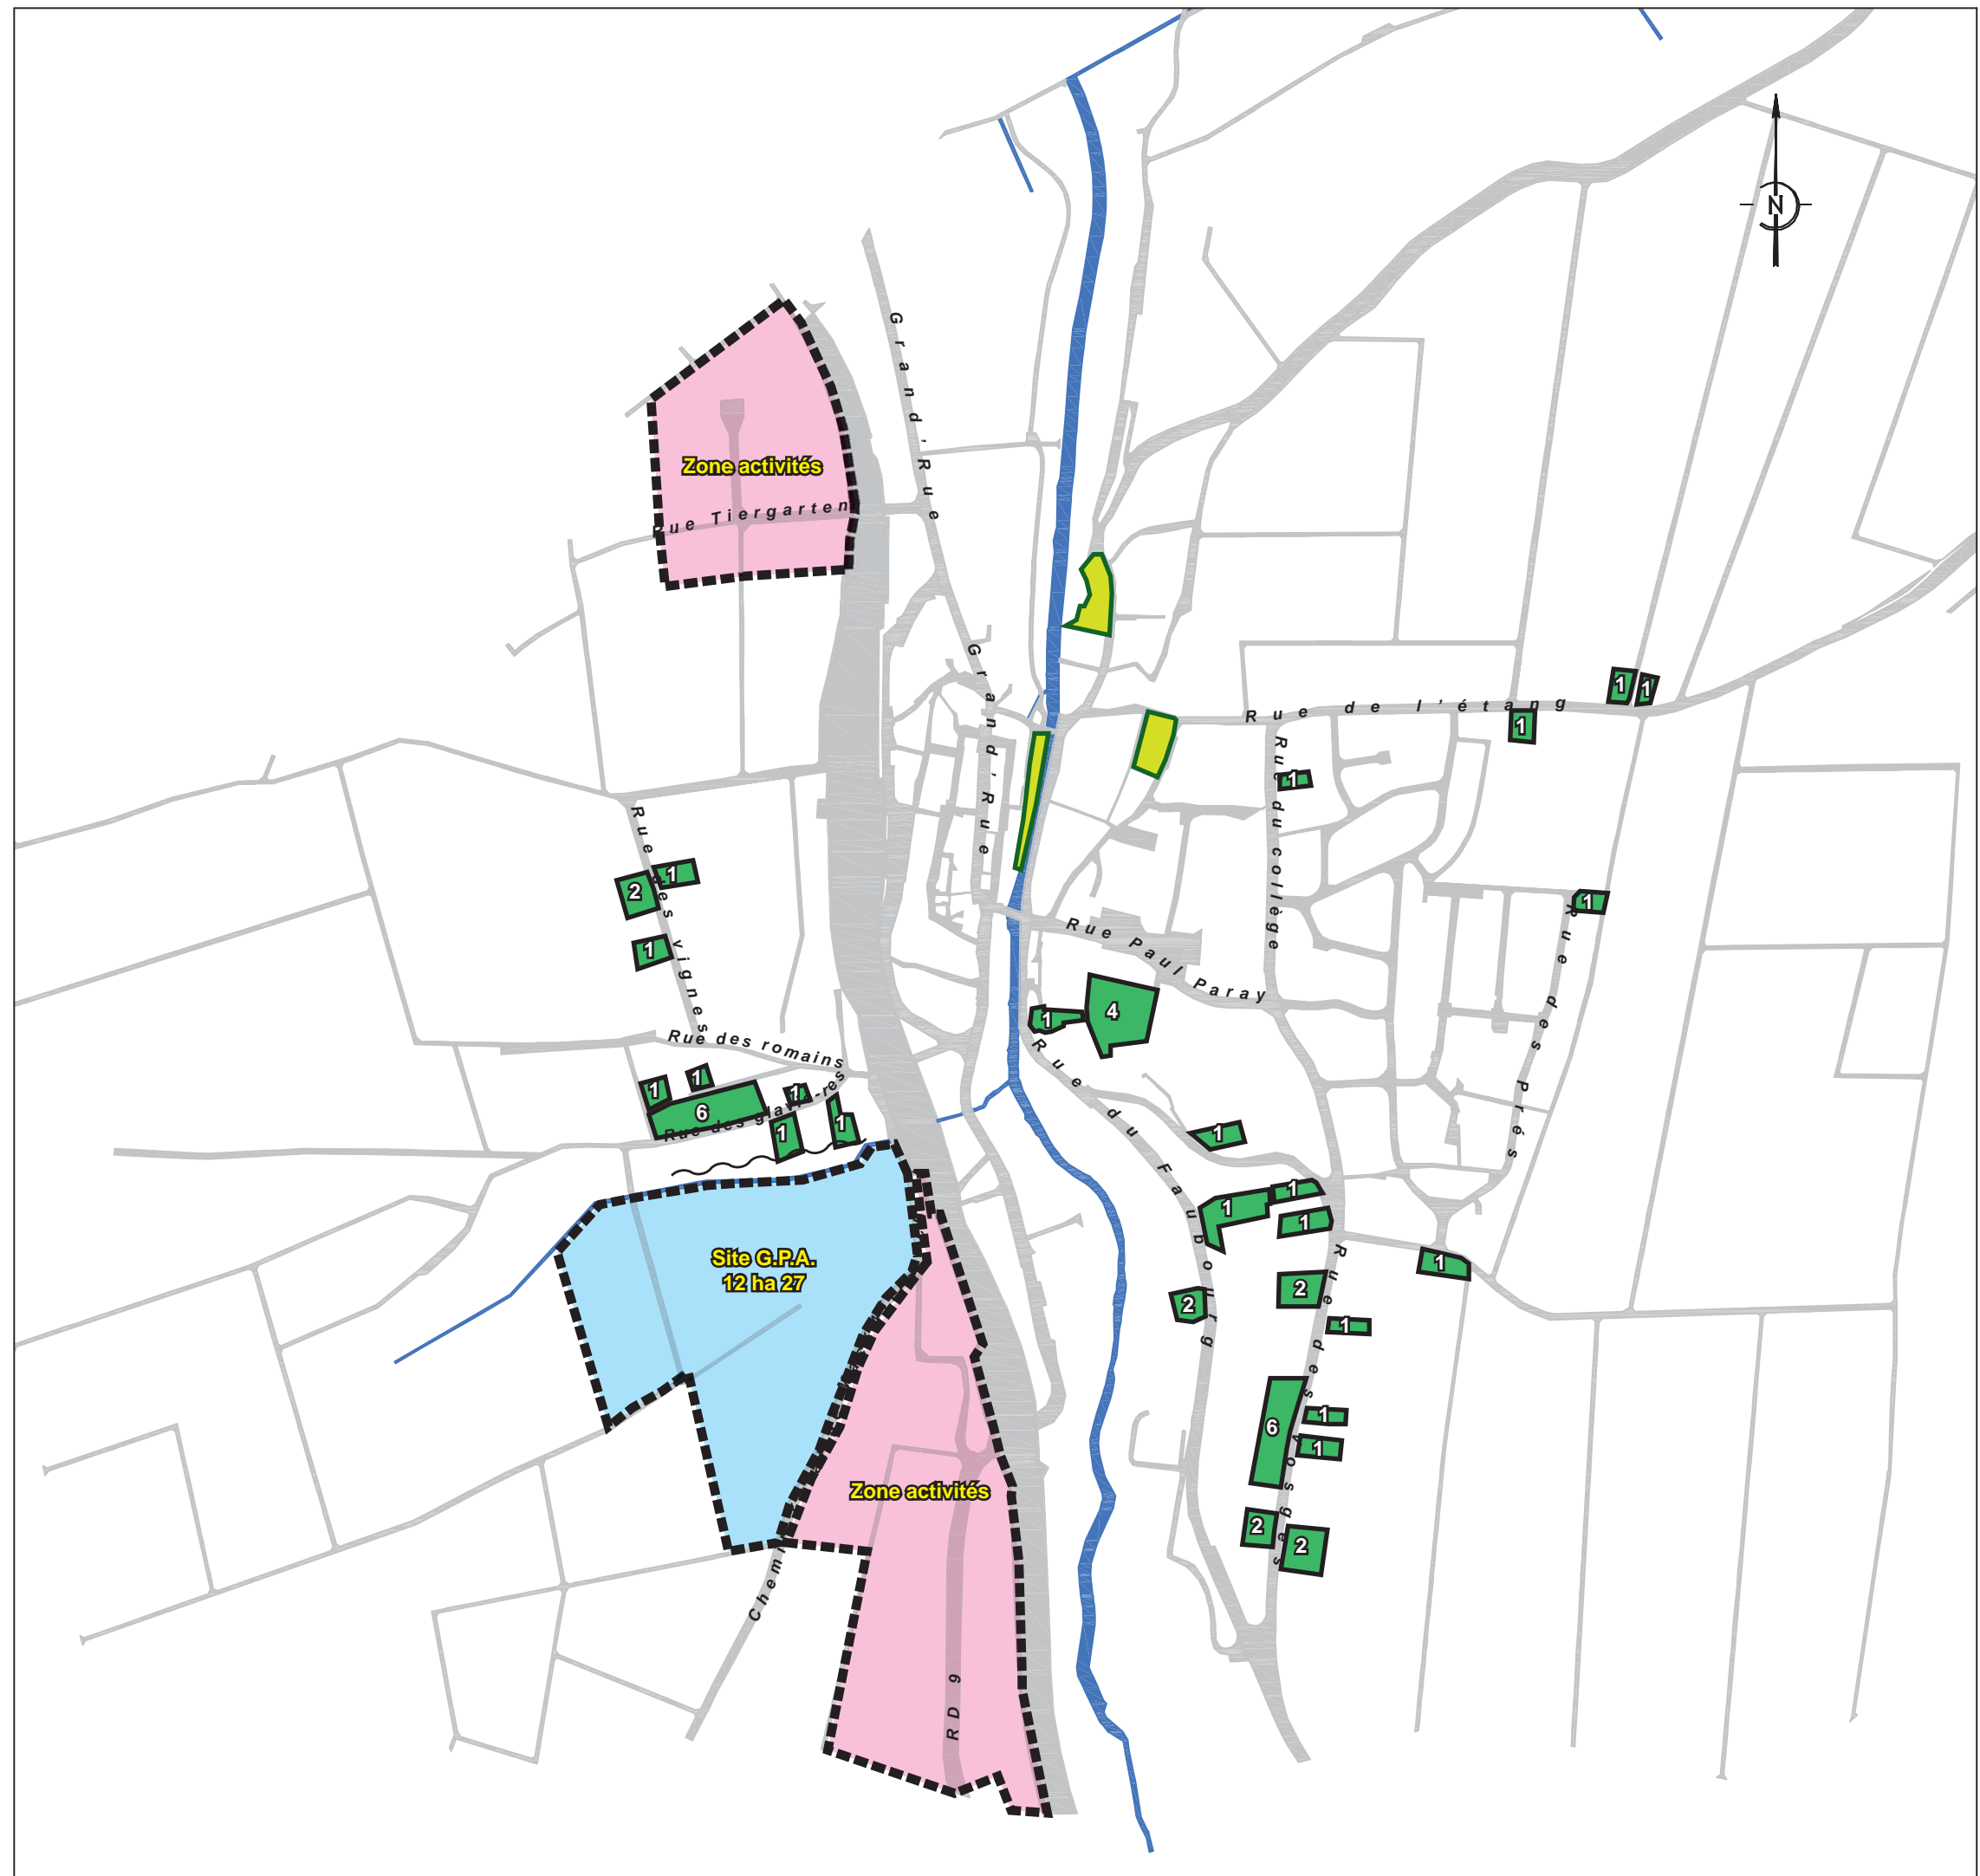 N
Grand'Rue
Zone activités
Rue Tiergarten
Grand'Rue
1
1
Rue de l'étang
1
Rue du collège
1
Rue des vignes
1
2
1
1
Rue des Prés
Rue Paul Paray
4
1
Rue des romains
1
1
1
6
Rue des
1
1
Rue du Faubourg
1
1
1
1
Site G.P.A.
12 ha 27
1
2
2
1
Rue des Vosges
6
1
1
Zone activités
2
2
RD 9